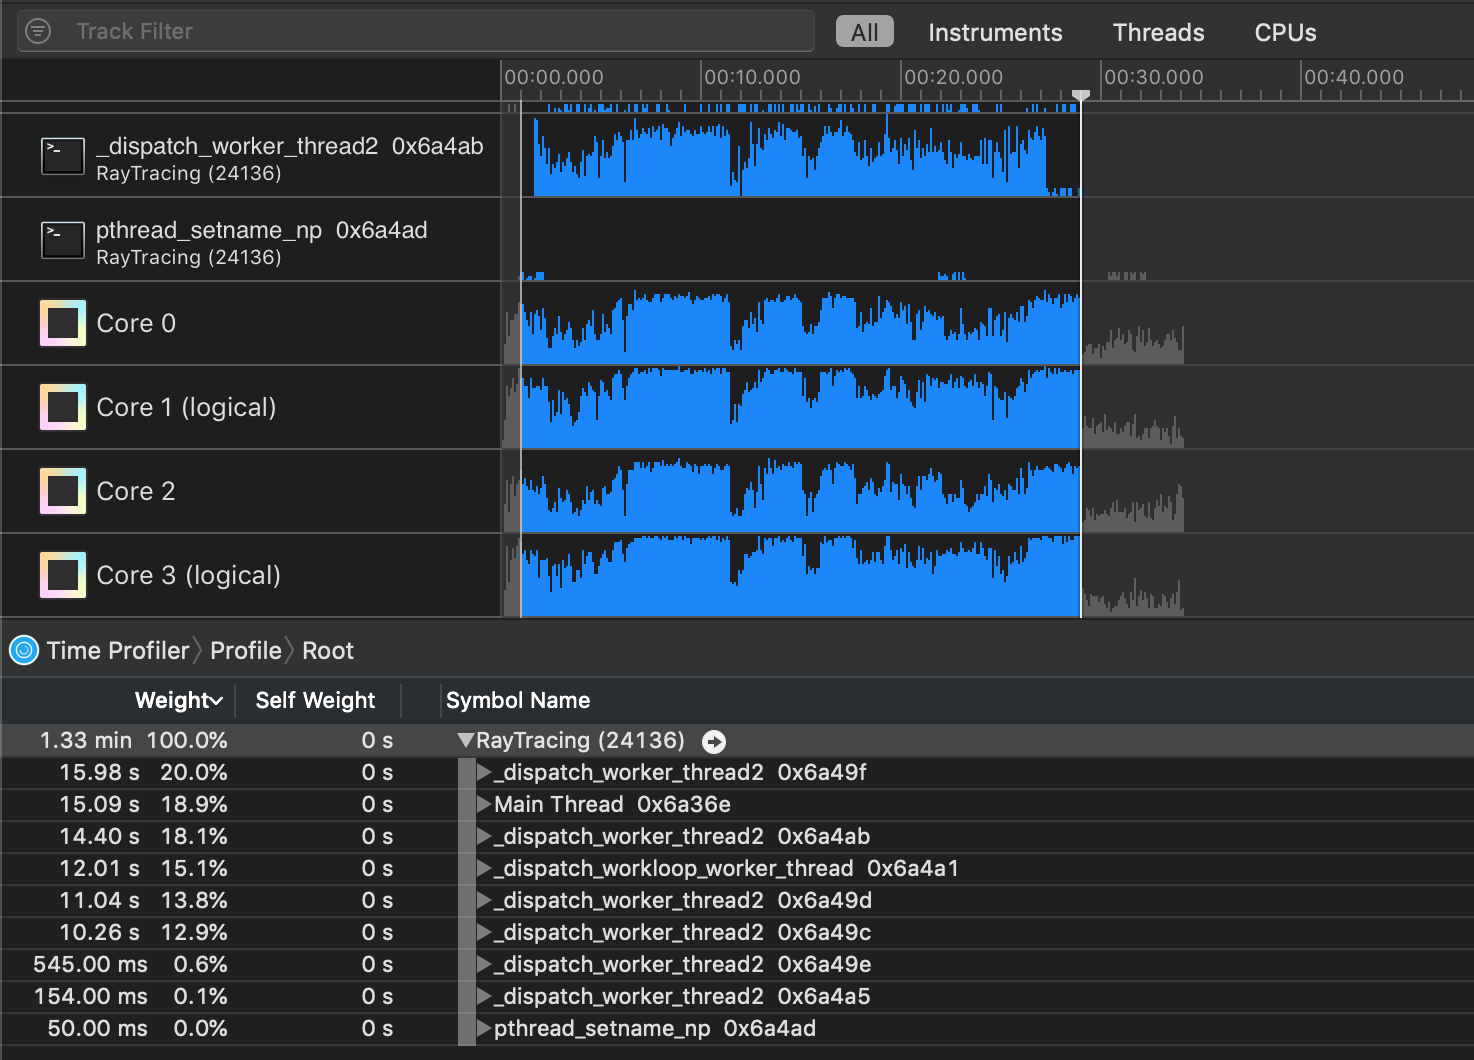 Track Filter All Instruments Threads CPUs
00:00.000 00:10.000 00:20.000 00:30.000 00:40.000
_dispatch_worker_thread2 0x6a4ab
RayTracing (24136)
pthread_setname_np 0x6a4ad
RayTracing (24136)
Core 0
Core 1 (logical)
Core 2
Core 3 (logical)
Time Profiler Profile Root
Weight Self Weight Symbol Name
1.33 min 100.0% 0 s RayTracing (24136)
15.98 s 20.0% 0 s _dispatch_worker_thread2 0x6a49f
15.09 s 18.9% 0 s Main Thread 0x6a36e
14.40 s 18.1% 0 s _dispatch_worker_thread2 0x6a4ab
12.01 s 15.1% 0 s _dispatch_workloop_worker_thread 0x6a4a1
11.04 s 13.8% 0 s _dispatch_worker_thread2 0x6a49d
10.26 s 12.9% 0 s _dispatch_worker_thread2 0x6a49c
545.00 ms 0.6% 0 s _dispatch_worker_thread2 0x6a49e
154.00 ms 0.1% 0 s _dispatch_worker_thread2 0x6a4a5
50.00 ms 0.0% 0 s pthread_setname_np 0x6a4ad